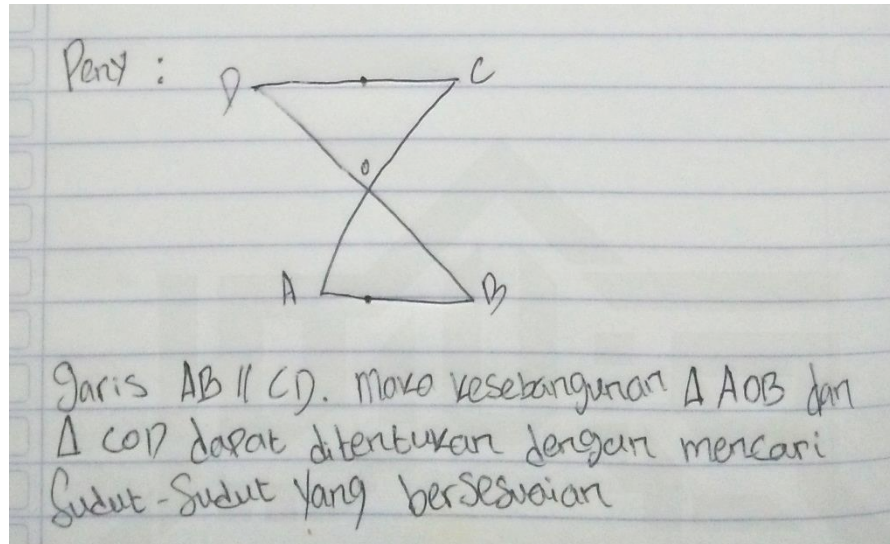 Peny :
D C
O
A B
garis AB // CD. Maka kesebangunan Δ AOB dan
Δ COD dapat ditentukan dengan mencari
Sudut-Sudut yang bersesuaian